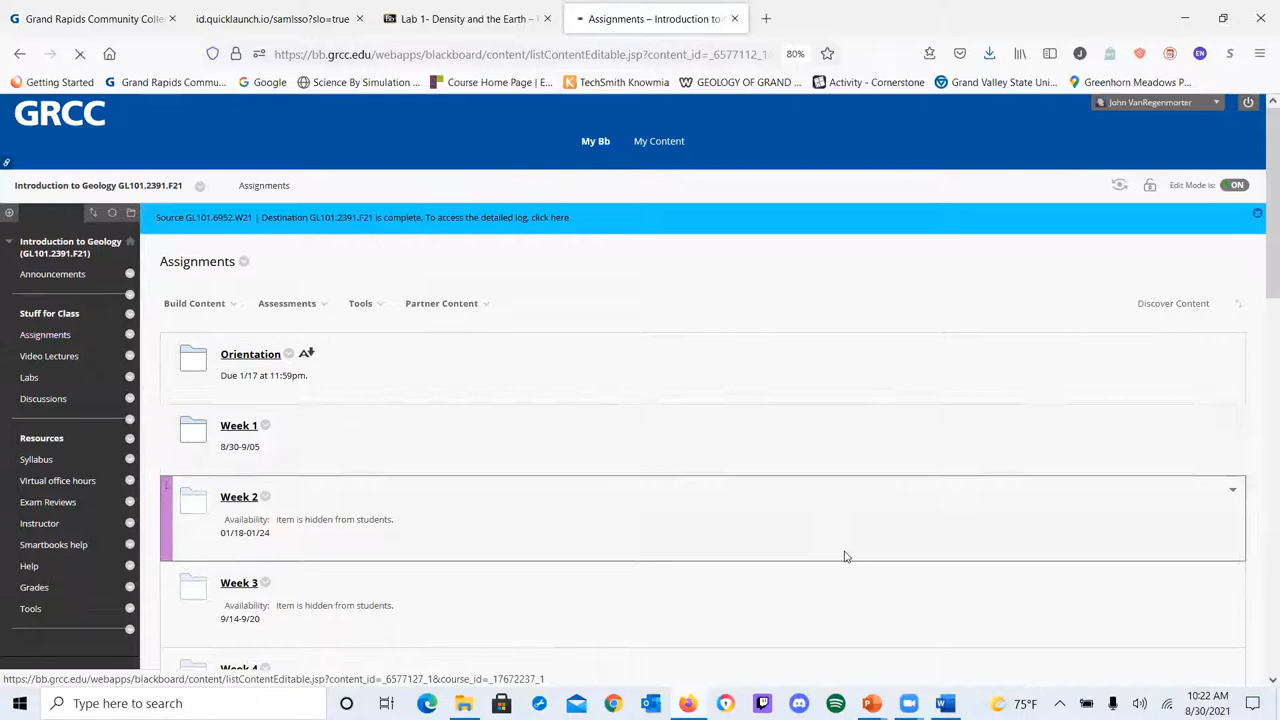 Grand Rapids Community Colle
id.quicklaunch.io/samlsso?slo=true
Lab 1- Density and the Earth –
Assignments – Introduction to
https://bb.grcc.edu/webapps/blackboard/content/listContentEditable.jsp?content_id=_6577112_1
80%
J
EN
S
Getting Started
Grand Rapids Commu...
Google
Science By Simulation ...
Course Home Page | ...
TechSmith Knowmia
GEOLOGY OF GRAND ...
Activity - Cornerstone
Grand Valley State Uni...
Greenhorn Meadows P...
GRCC
John VanRegenmorter
My Bb
My Content
Introduction to Geology GL101.2391.F21
Assignments
Edit Mode is:
ON
Source GL101.6952.W21 | Destination GL101.2391.F21 is complete. To access the detailed log, click here
Introduction to Geology
(GL101.2391.F21)
Announcements
Stuff for Class
Assignments
Video Lectures
Labs
Discussions
Resources
Syllabus
Virtual office hours
Exam Reviews
Instructor
Smartbooks help
Help
Grades
Tools
Assignments
Build Content
Assessments
Tools
Partner Content
Discover Content
Orientation
Due 1/17 at 11:59pm.
Week 1
8/30-9/05
Week 2
Availability: Item is hidden from students.
01/18-01/24
Week 3
Availability: Item is hidden from students.
9/14-9/20
Week 4
https://bb.grcc.edu/webapps/blackboard/content/listContentEditable.jsp?content_id=_6577127_1&course_id=_17672237_1
Type here to search
75°F
10:22 AM
8/30/2021